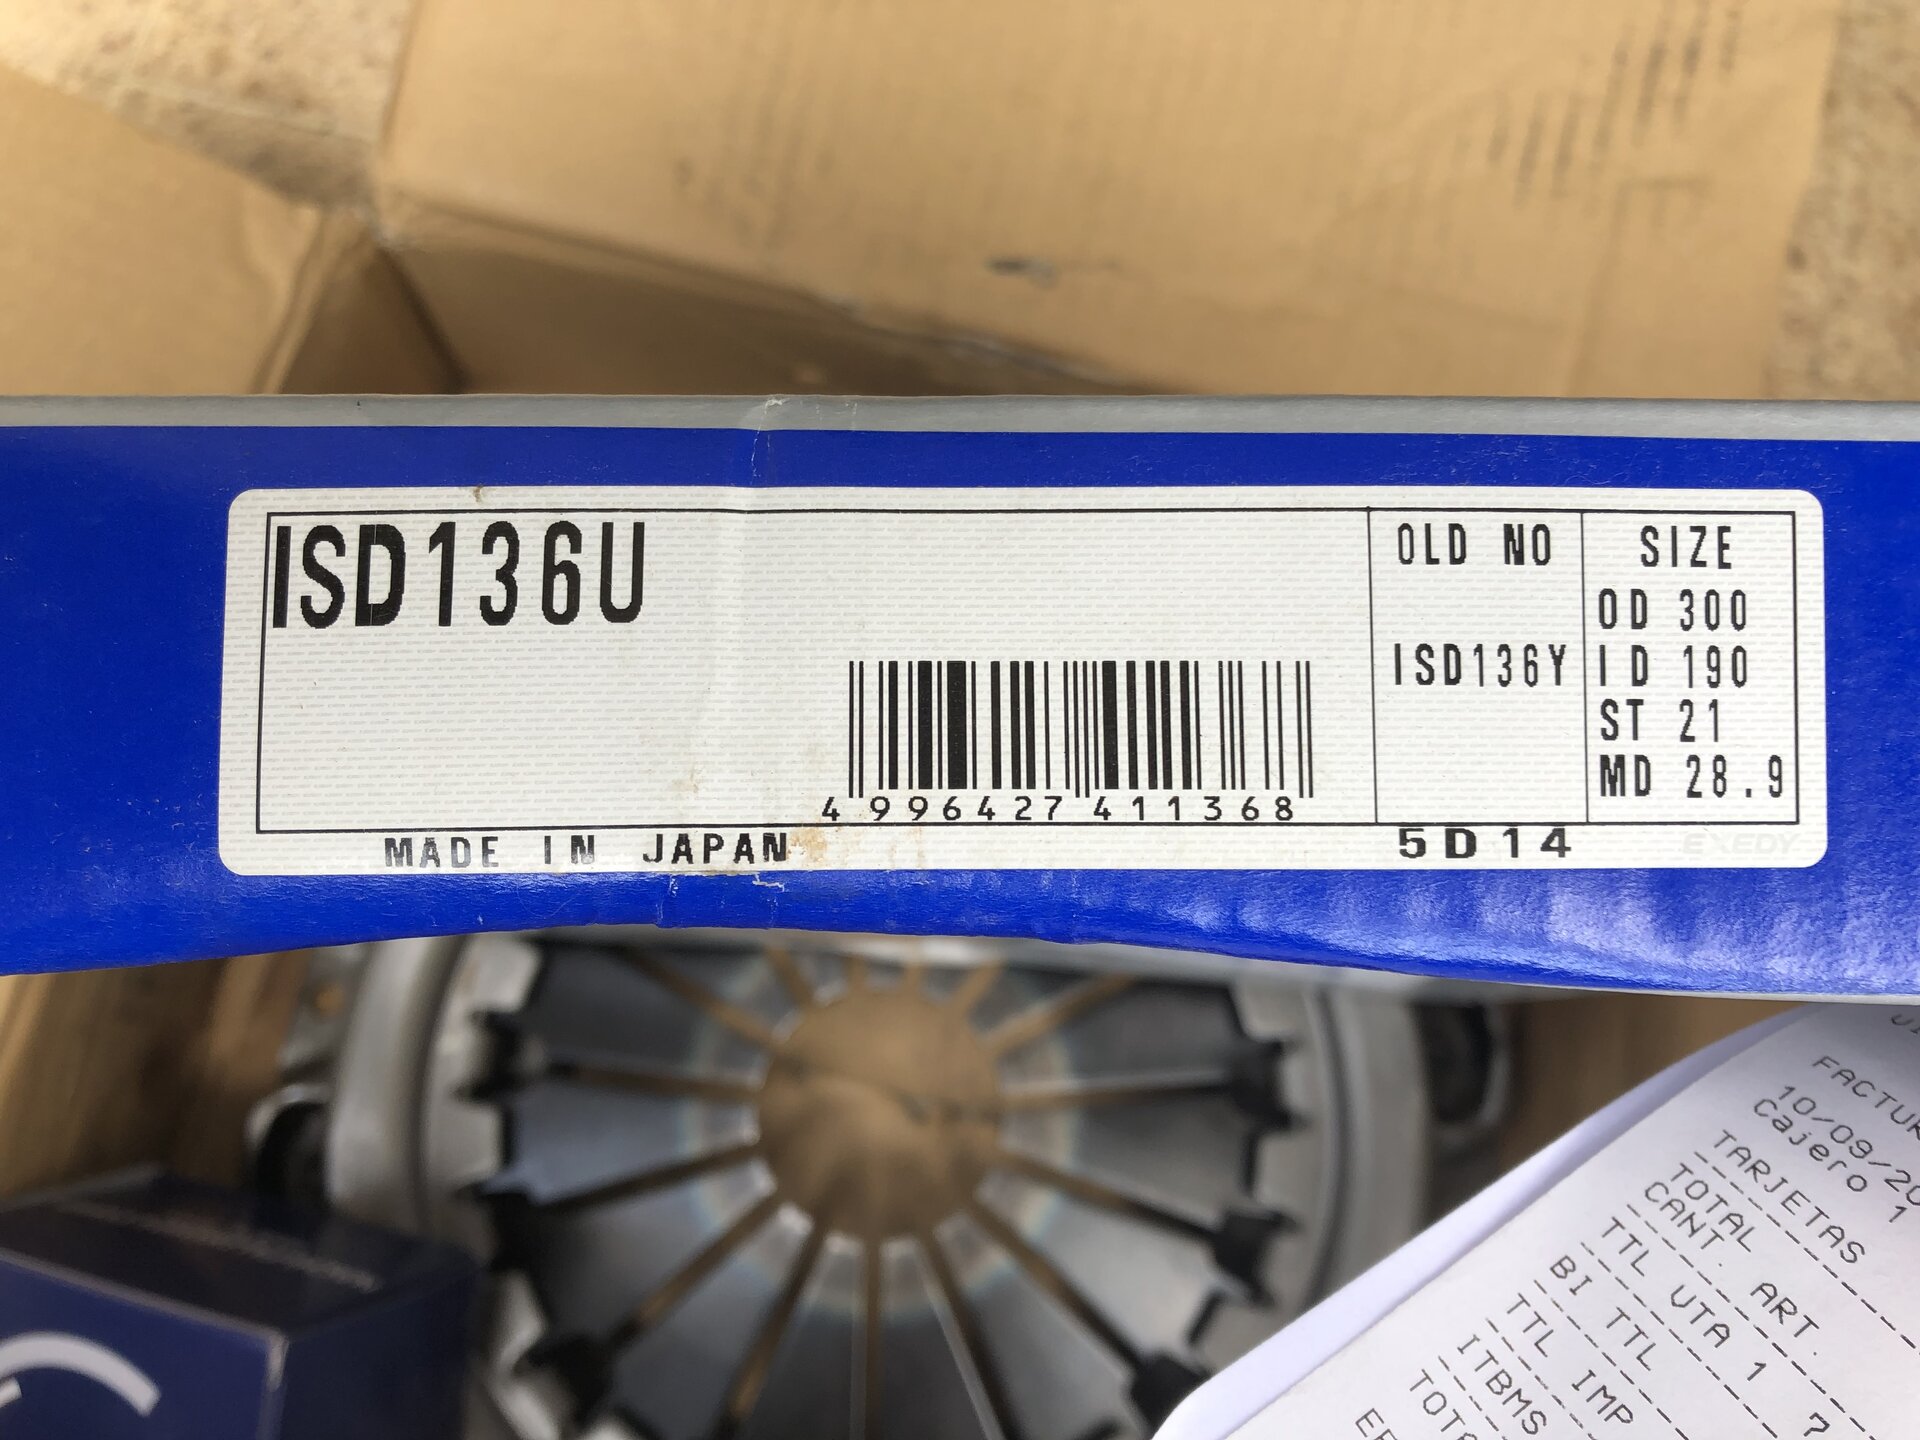 ISD136U
OLD NO
ISD136Y
SIZE
OD 300
ID 190
ST 21
MD 28.9
4 996427 411368
MADE IN JAPAN
5D14
EXEDY
10/09/20
Cajero 1
TARJETAS
TOTAL
CANT. ART.
TTL VTA 1
BI TTL
TTL IMP
ITBMS